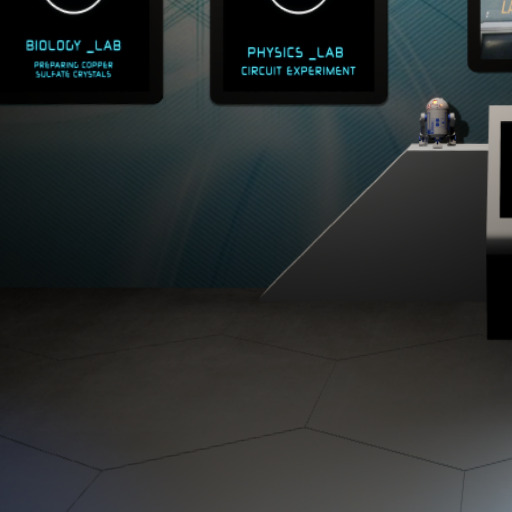 BIOLOGY _LAB
PREPARING COPPER
SULFATE CRYSTALS
PHYSICS _LAB
CIRCUIT EXPERIMENT